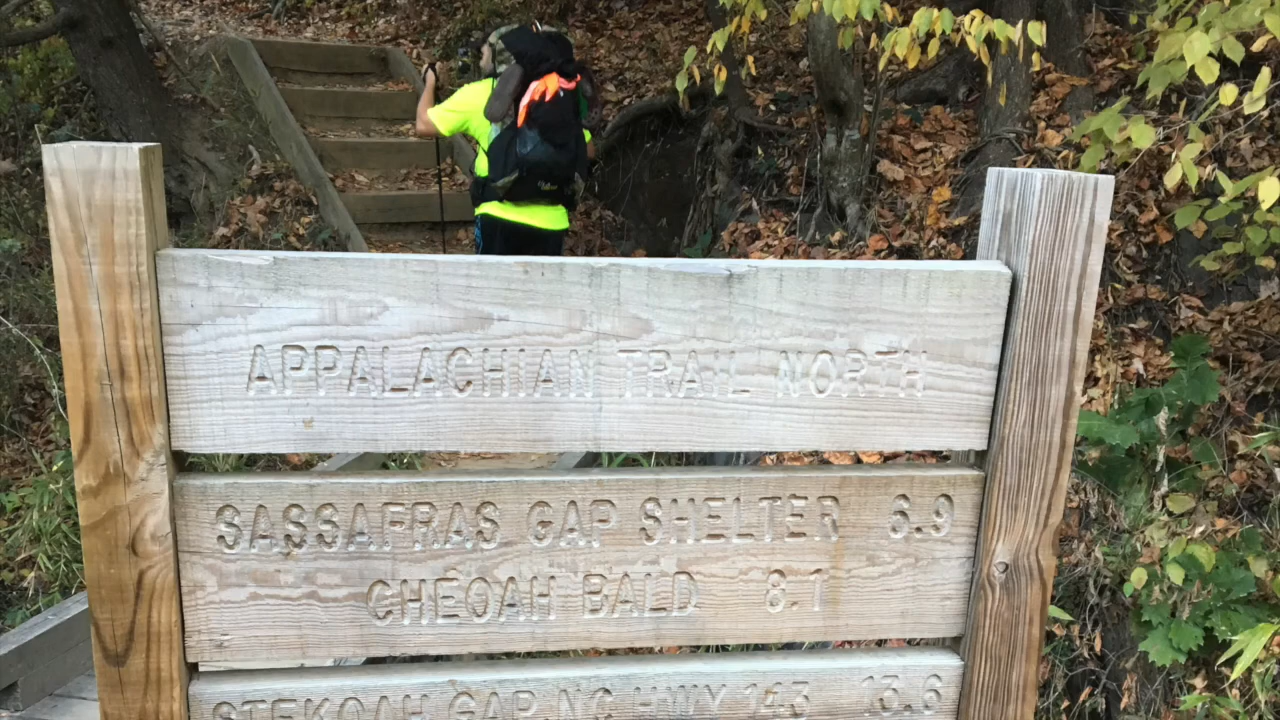 APPALACHIAN TRAIL NORTH
SASSAFRAS GAP SHELTER 6.9
CHEOAH BALD 8.1
STEKOAH GAP, NC HWY 143 13.6